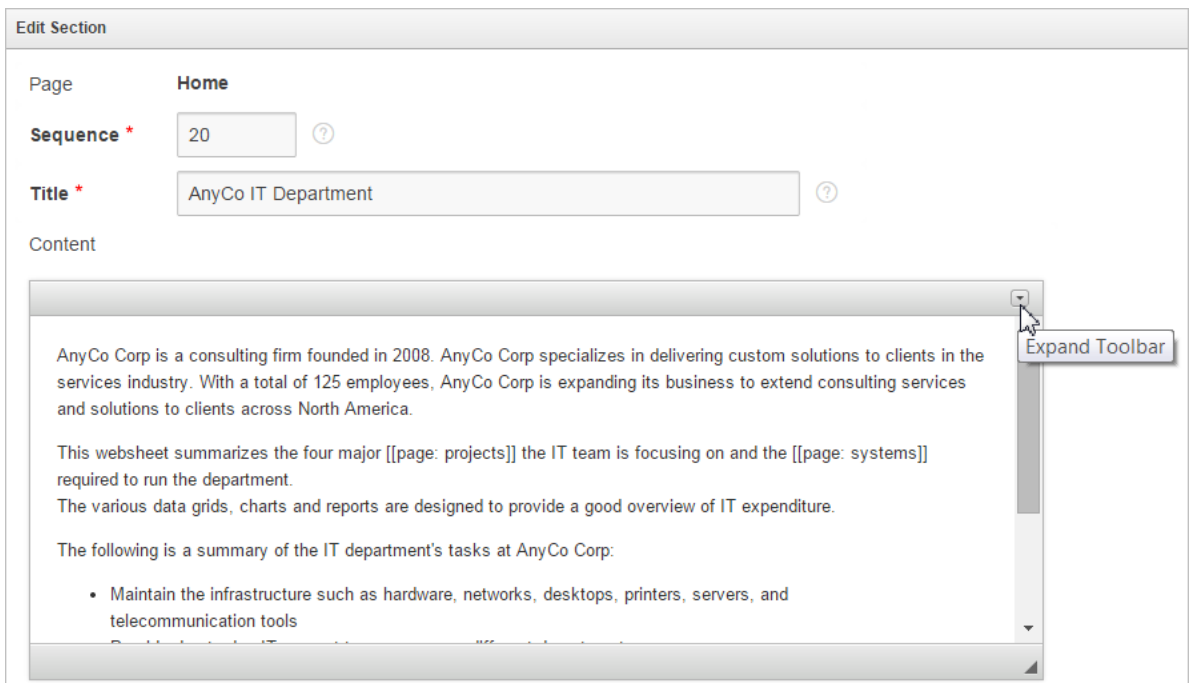 Edit Section
Page Home
Sequence * 20 ?
Title * AnyCo IT Department ?
Content
Expand Toolbar
AnyCo Corp is a consulting firm founded in 2008. AnyCo Corp specializes in delivering custom solutions to clients in the
services industry. With a total of 125 employees, AnyCo Corp is expanding its business to extend consulting services
and solutions to clients across North America.
This websheet summarizes the four major [[page: projects]] the IT team is focusing on and the [[page: systems]]
required to run the department.
The various data grids, charts and reports are designed to provide a good overview of IT expenditure.
The following is a summary of the IT department's tasks at AnyCo Corp:
• Maintain the infrastructure such as hardware, networks, desktops, printers, servers, and
telecommunication tools